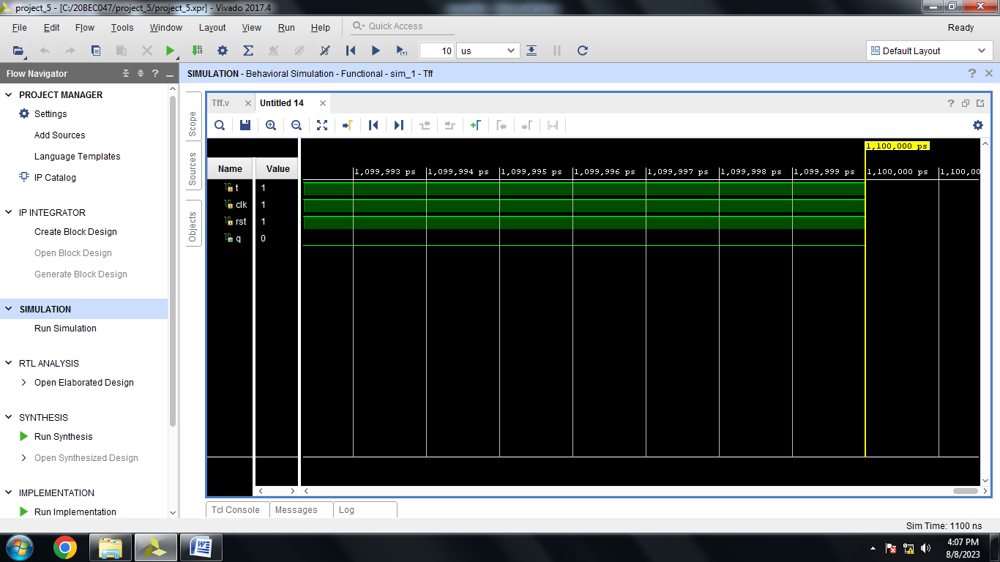 project_5 - [C:/20BEC047/project_5/project_5.xpr] - Vivado 2017.4
File Edit Flow Tools Window Layout View Run Help Quick Access Ready
10 us Default Layout
Flow Navigator
SIMULATION - Behavioral Simulation - Functional - sim_1 - Tff
PROJECT MANAGER
Settings
Add Sources
Language Templates
IP Catalog
IP INTEGRATOR
Create Block Design
Open Block Design
Generate Block Design
SIMULATION
Run Simulation
RTL ANALYSIS
Open Elaborated Design
SYNTHESIS
Run Synthesis
Open Synthesized Design
IMPLEMENTATION
Run Implementation
Scope
Sources
Objects
Tff.v Untitled 14
1,100,000 ps
Name Value
1,099,993 ps 1,099,994 ps 1,099,995 ps 1,099,996 ps 1,099,997 ps 1,099,998 ps 1,099,999 ps 1,100,000 ps 1,100,00
t 1
clk 1
rst 1
q 0
Tcl Console Messages Log
Sim Time: 1100 ns
4:07 PM
8/8/2023